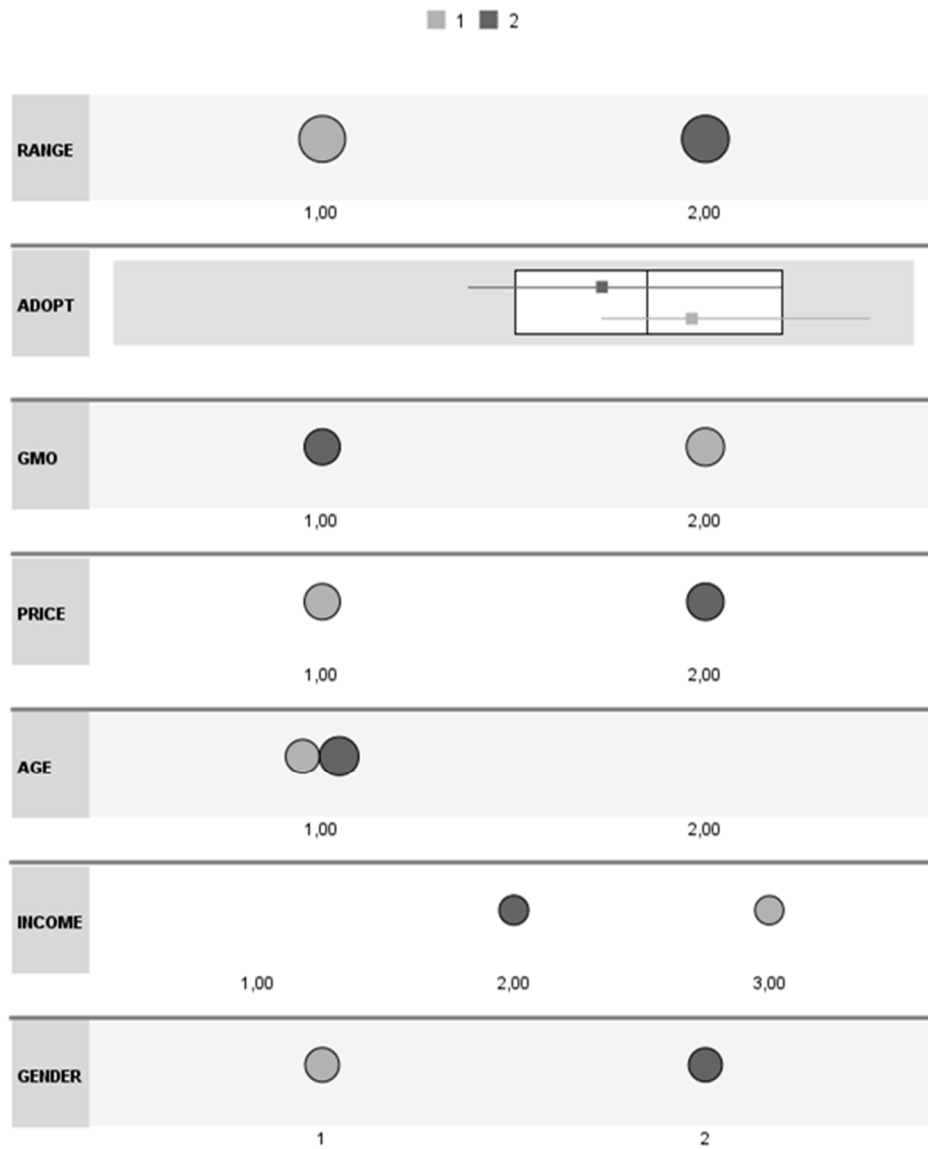 1 2
RANGE
1,00 2,00
ADOPT
GMO
1,00 2,00
PRICE
1,00 2,00
AGE
1,00 2,00
INCOME
1,00 2,00 3,00
GENDER
1 2